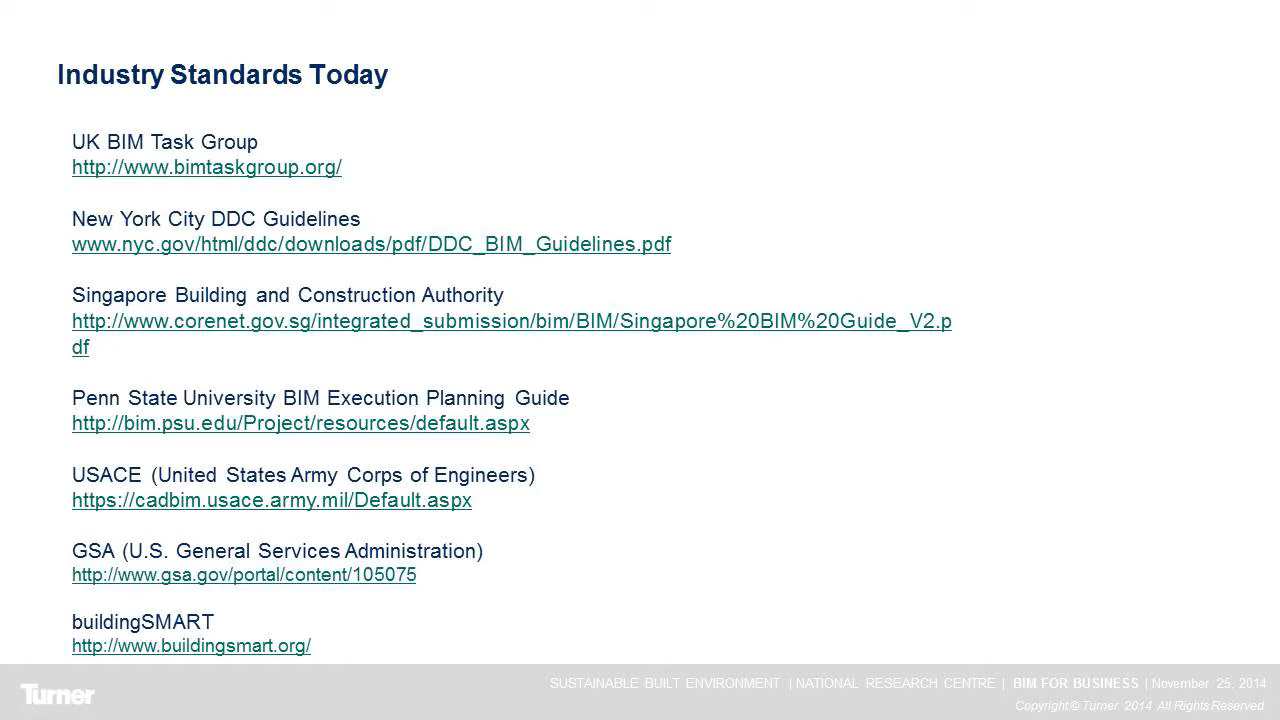 Industry Standards Today
UK BIM Task Group
http://www.bimtaskgroup.org/
New York City DDC Guidelines
www.nyc.gov/html/ddc/downloads/pdf/DDC_BIM_Guidelines.pdf
Singapore Building and Construction Authority
http://www.corenet.gov.sg/integrated_submission/bim/BIM/Singapore%20BIM%20Guide_V2.p
df
Penn State University BIM Execution Planning Guide
http://bim.psu.edu/Project/resources/default.aspx
USACE (United States Army Corps of Engineers)
https://cadbim.usace.army.mil/Default.aspx
GSA (U.S. General Services Administration)
http://www.gsa.gov/portal/content/105075
buildingSMART
http://www.buildingsmart.org/
Turner
SUSTAINABLE BUILT ENVIRONMENT | NATIONAL RESEARCH CENTRE | BIM FOR BUSINESS | November 25, 2014
Copyright © Turner 2014 All Rights Reserved